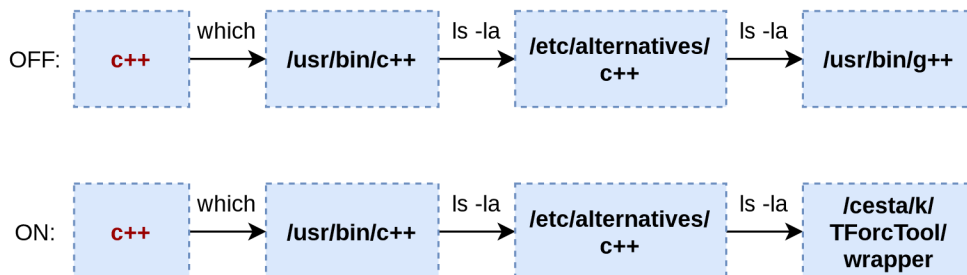 which ls -la ls -la
OFF: c++ /usr/bin/c++ /etc/alternatives/ /usr/bin/g++
c++
which ls -la ls -la
ON: c++ /usr/bin/c++ /etc/alternatives/ /cesta/k/
c++ TForcTool/
wrapper